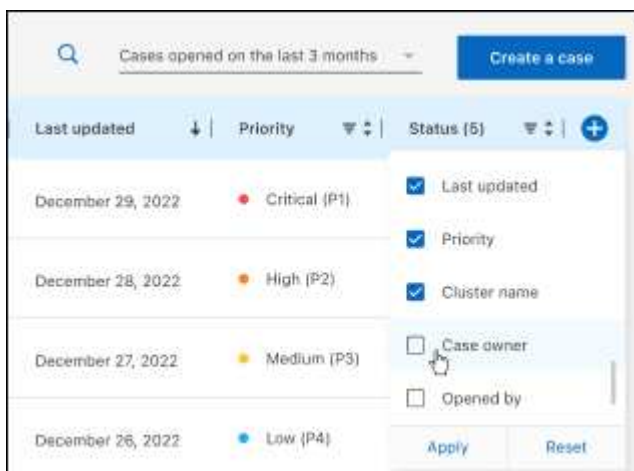 Cases opened on the last 3 months
Create a case
Last updated
Priority
Status (5)
December 29, 2022
Critical (P1)
December 28, 2022
High (P2)
December 27, 2022
Medium (P3)
December 26, 2022
Low (P4)
Last updated
Priority
Cluster name
Case owner
Opened by
Apply
Reset